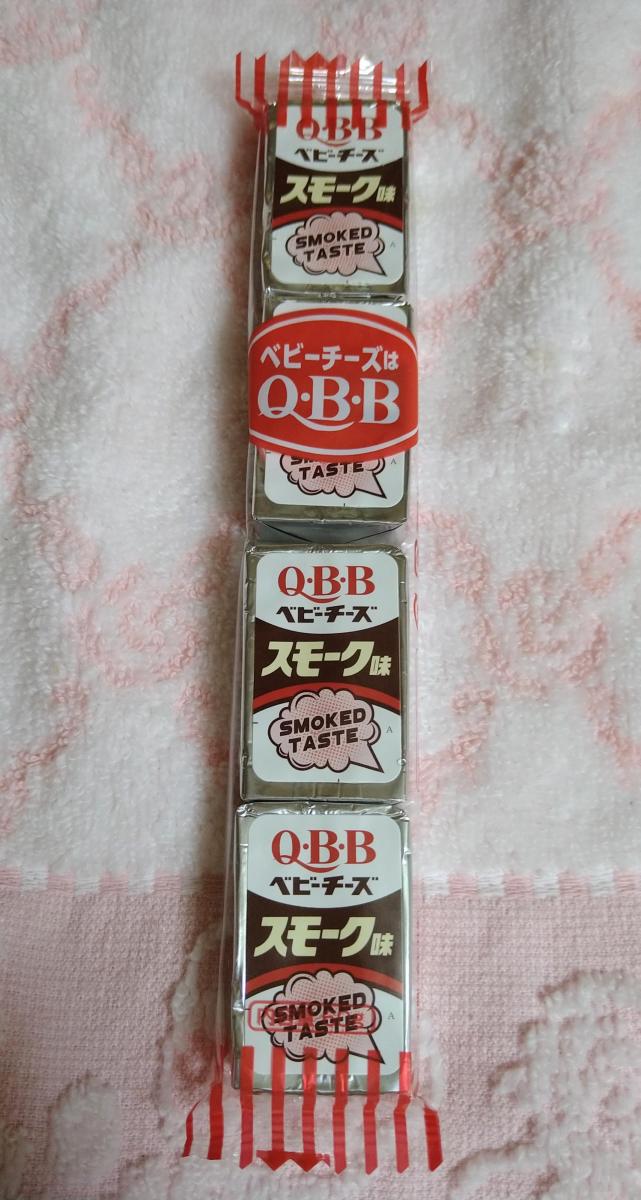 Q·B·B
ベビーチーズ
スモーク味
SMOKED
TASTE
A
ベビーチーズは
Q·B·B
SMOKED
TASTE
A
Q·B·B
ベビーチーズ
スモーク味
SMOKED
TASTE
A
Q·B·B
ベビーチーズ
スモーク味
SMOKED
TASTE
A